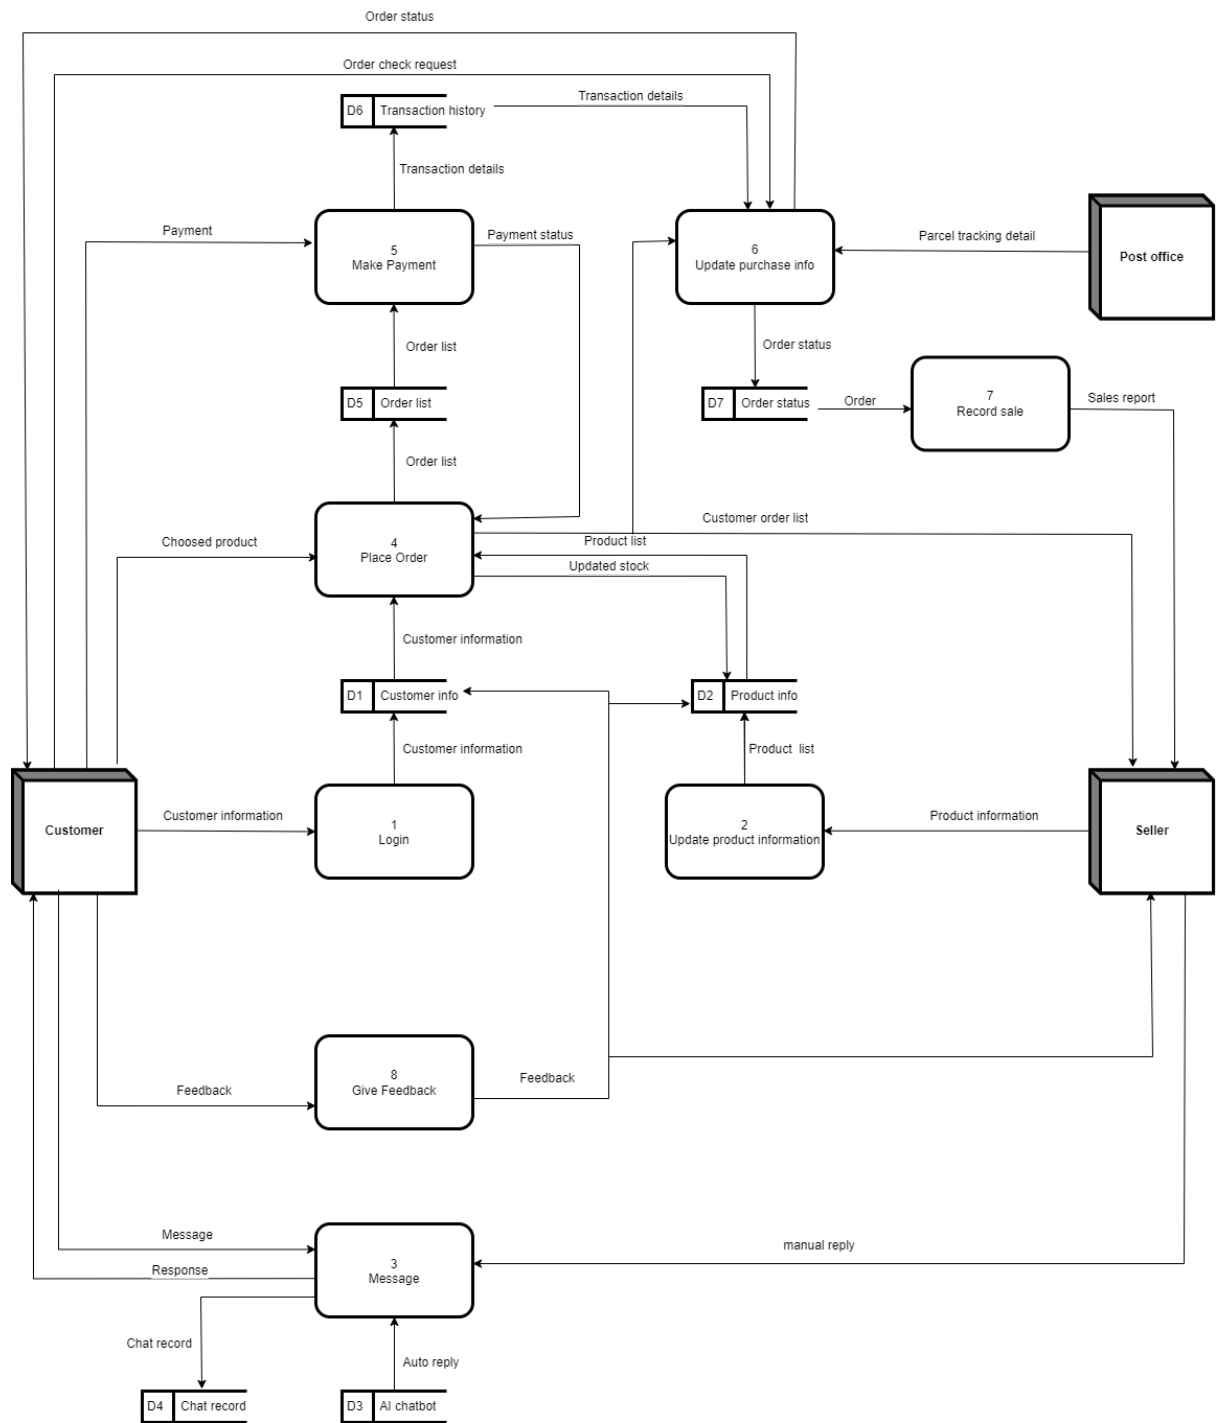 Order status
Order check request
D6 Transaction history
Transaction details
Transaction details
Payment
5
Make Payment
Payment status
6
Update purchase info
Parcel tracking detail
Post office
Order list
Order status
D5 Order list
D7 Order status
Order
7
Record sale
Sales report
Order list
Customer order list
Choosed product
4
Place Order
Product list
Updated stock
Customer information
D1 Customer info
D2 Product info
Customer information
Product list
Customer
Customer information
1
Login
2
Update product information
Product information
Seller
Feedback
8
Give Feedback
Feedback
Message
Response
3
Message
manual reply
Chat record
Auto reply
D4 Chat record
D3 AI chatbot